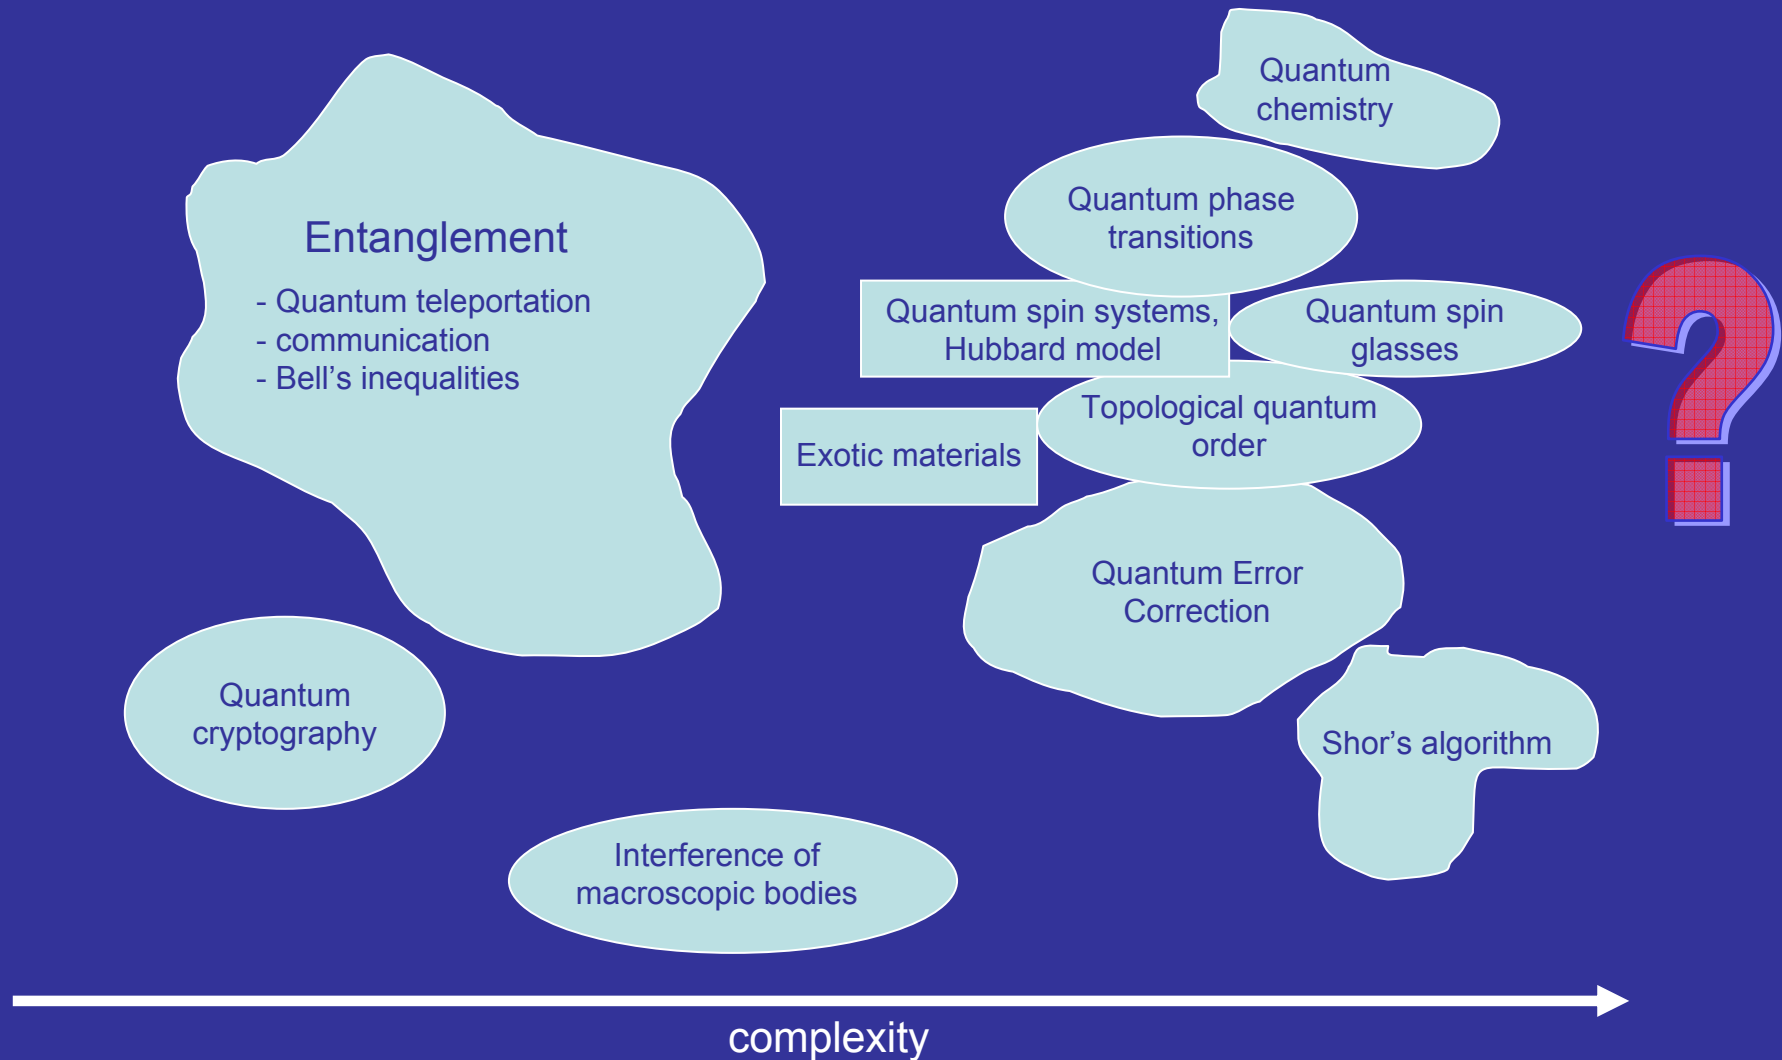 Quantum
chemistry
Quantum phase
transitions
Entanglement
- Quantum teleportation
- communication
- Bell's inequalities
Quantum spin systems,
Hubbard model
Quantum spin
glasses
?
Topological quantum
order
Exotic materials
Quantum Error
Correction
Quantum
cryptography
Shor's algorithm
Interference of
macroscopic bodies
complexity